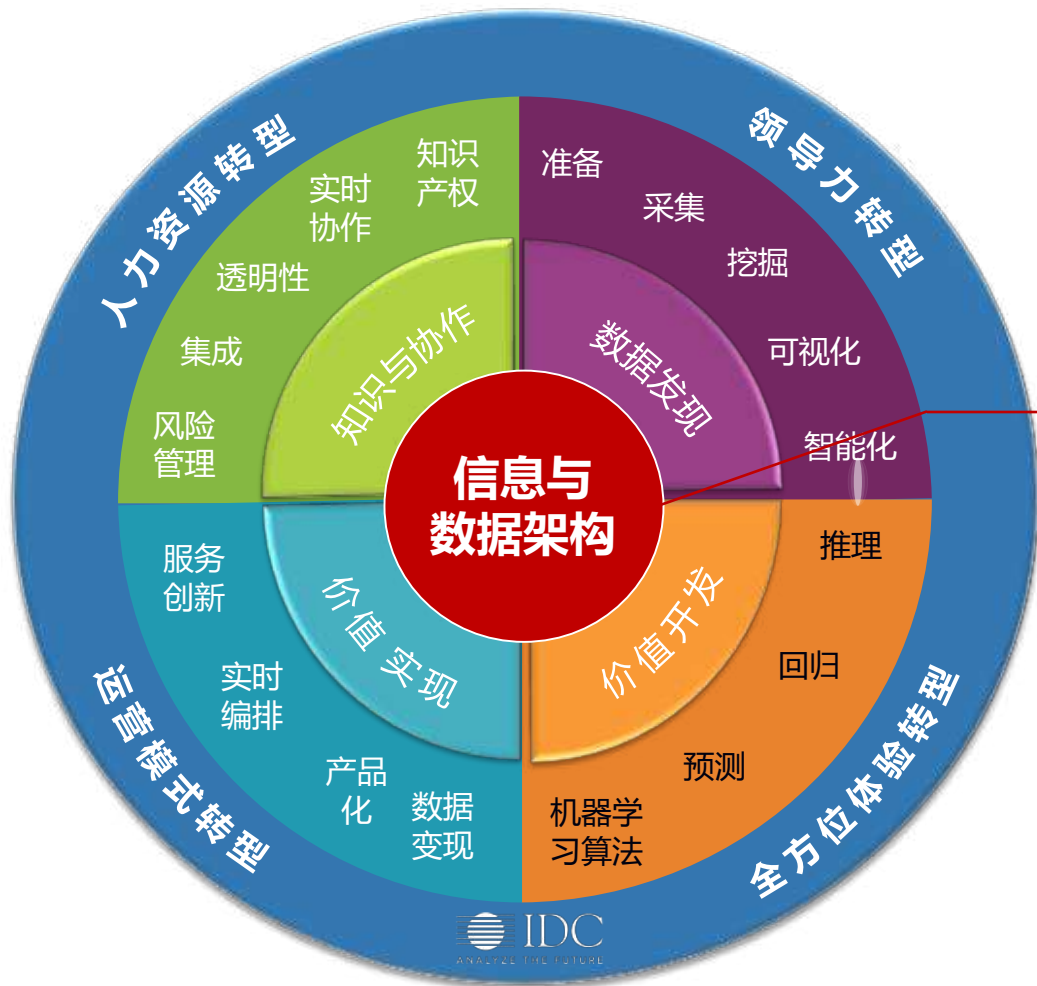 人力资源转型
领导力转型
运营模式转型
全方位体验转型
知识
产权
实时
协作
透明性
集成
风险
管理
知识与协作
准备
采集
挖掘
可视化
智能化
数据发现
信息与
数据架构
服务
创新
实时
编排
产品
化
数据
变现
价值 实现
推理
回归
预测
机器学
习算法
价值开发
IDC
ANALYZE THE FUTURE